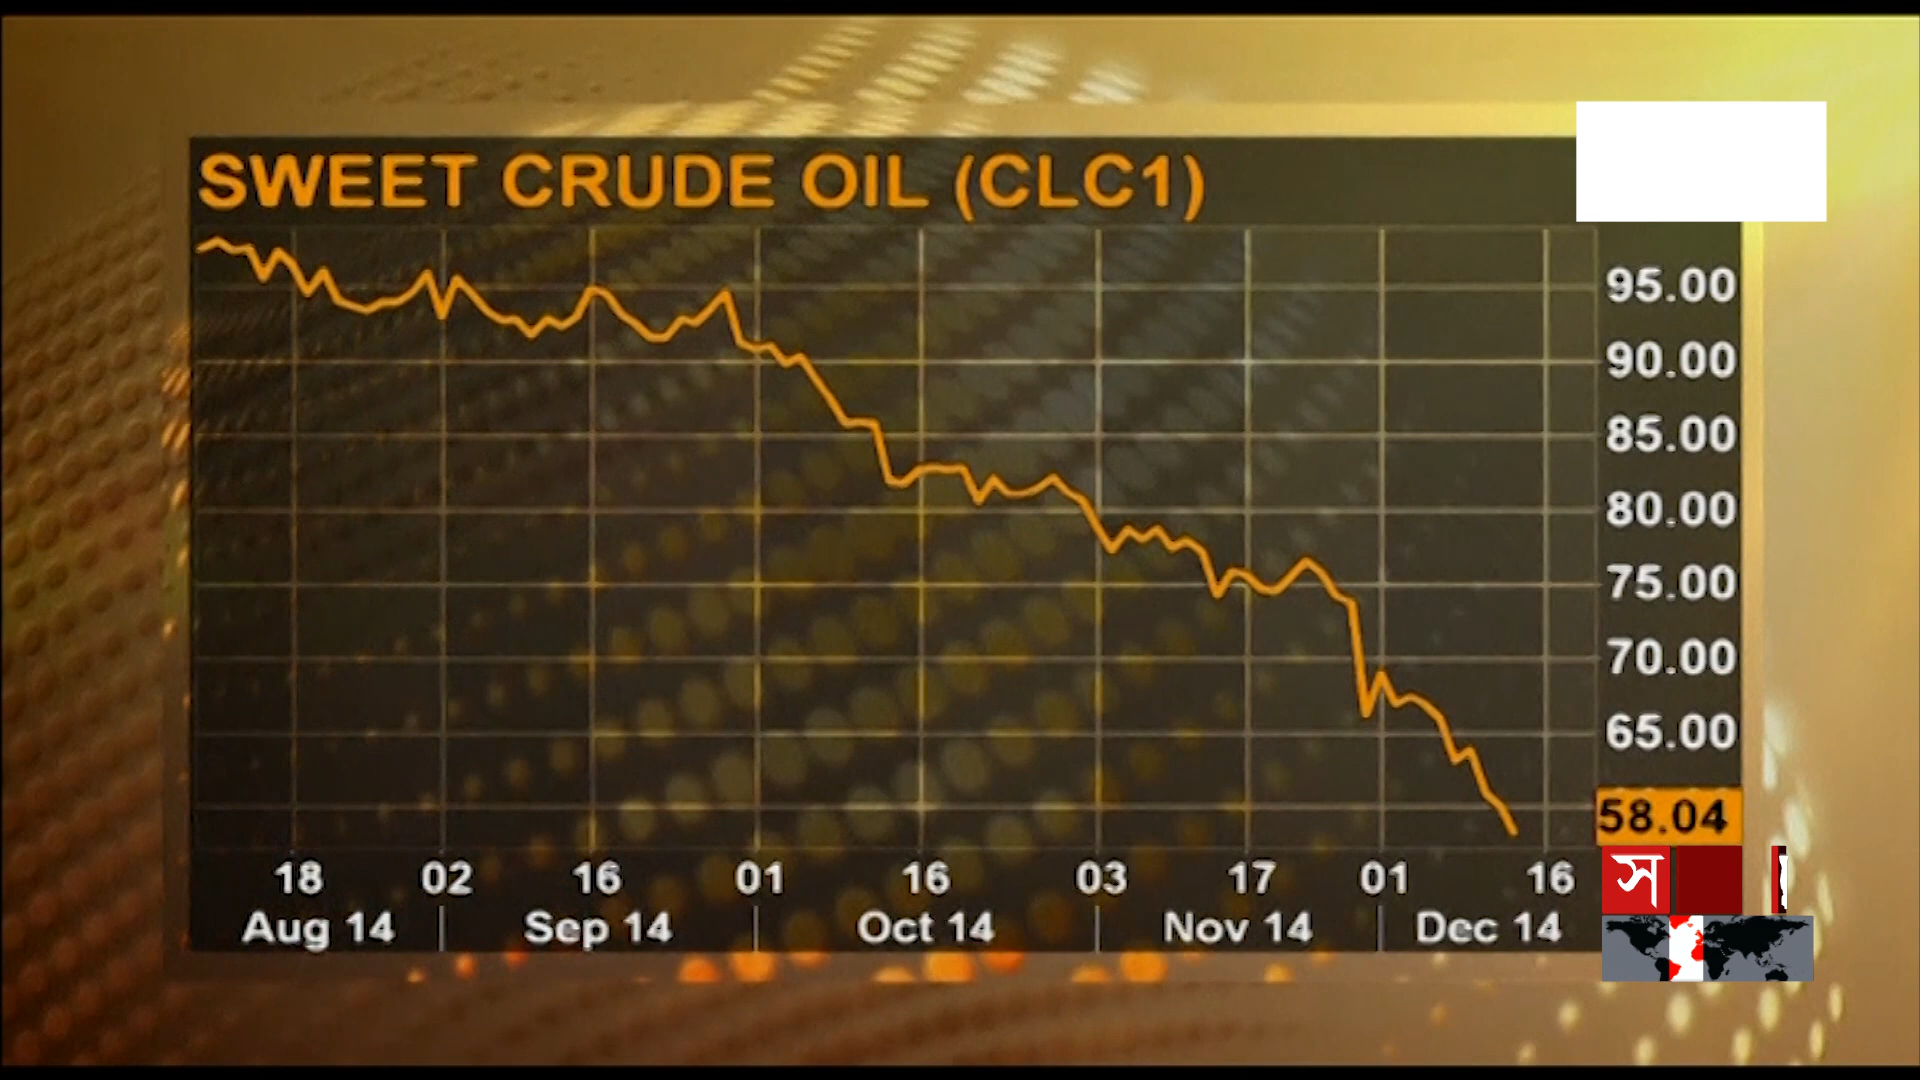 SWEET CRUDE OIL (CLC1)
95.00
90.00
85.00
80.00
75.00
70.00
65.00
58.04
18 02 16 01 16 03 17 01 16
Aug 14 Sep 14 Oct 14 Nov 14 Dec 14
স